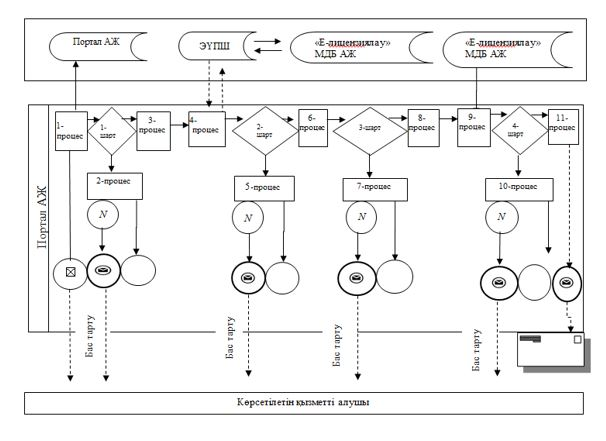 Портал АЖ
ЭҮПШ
«Е-лицензиялау»
МДБ АЖ
«Е-лицензиялау»
МДБ АЖ
Портал АЖ
1-
процес
1-
шарт
3-
процес
4-
процес
2-
шарт
6-
процес
3-шарт
8-
процес
9-
процес
4-
шарт
11-
процес
2-процес
5-процес
7-процес
10-процес
N
N
N
N
Бас тарту
Бас тарту
Бас тарту
Бас тарту
Көрсетілетін қызметті алушы